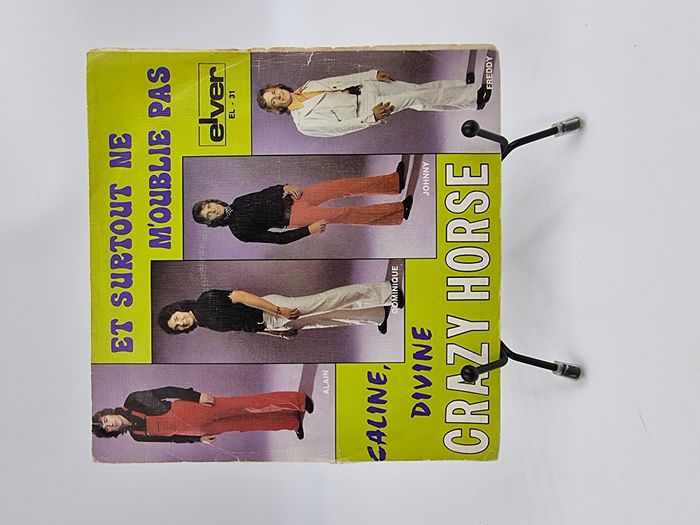 ET SURTOUT NE
M'OUBLIE PAS
elver
EL - 31
FREDDY
JOHNNY
DOMINIQUE
ALAIN
CALINE,
DIVINE
CRAZY HORSE